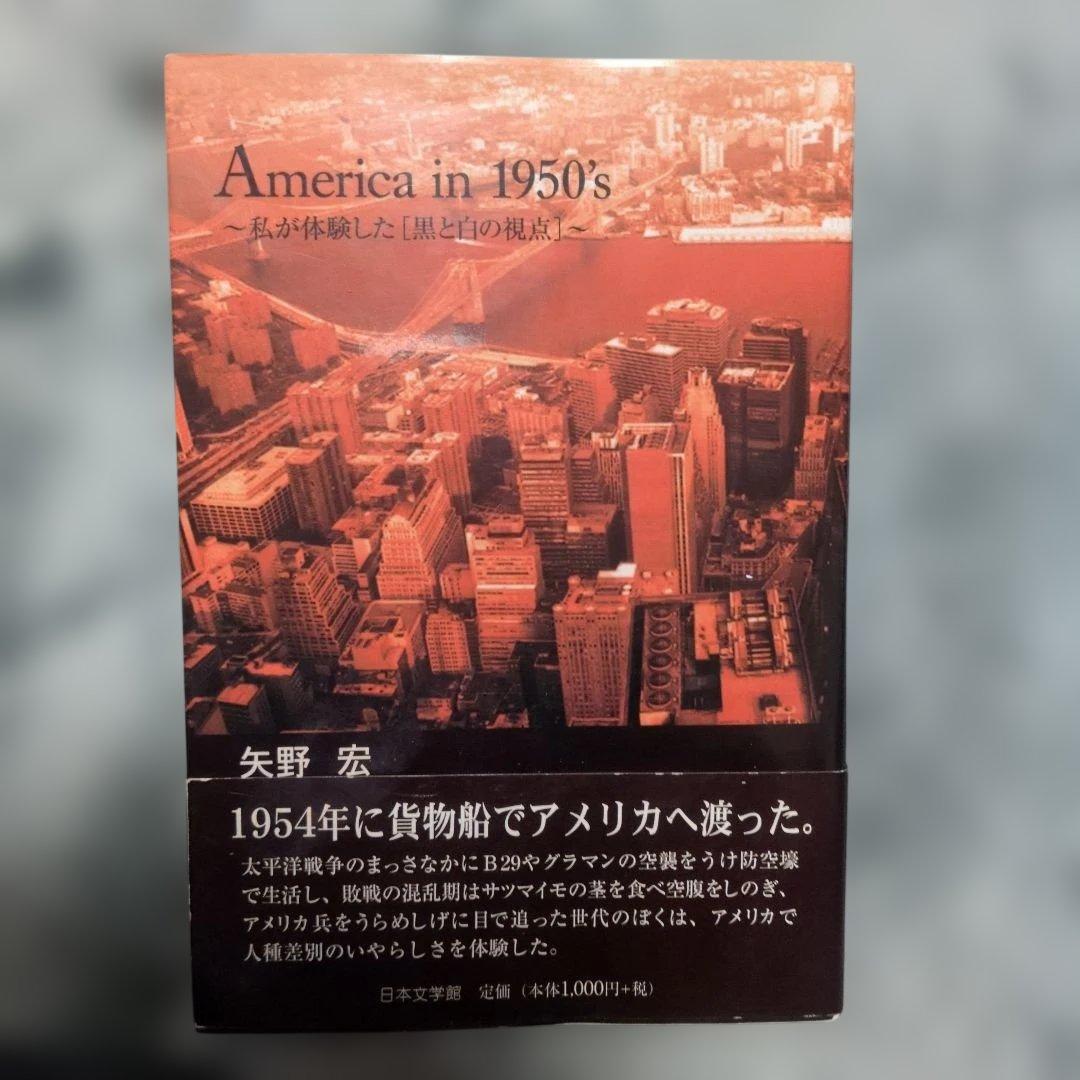 America in 1950's
～私が体験した[黒と白の視点]～
矢野 宏
1954年に貨物船でアメリカへ渡った。
太平洋戦争のまっさなかにB29やグラマンの空襲をうけ防空壕
で生活し、敗戦の混乱期はサツマイモの茎を食べ空腹をしのぎ、
アメリカ兵をうらめしげに目で追った世代のぼくは、アメリカで
人種差別のいやらしさを体験した。
日本文学館 定価（本体1,000円+税）